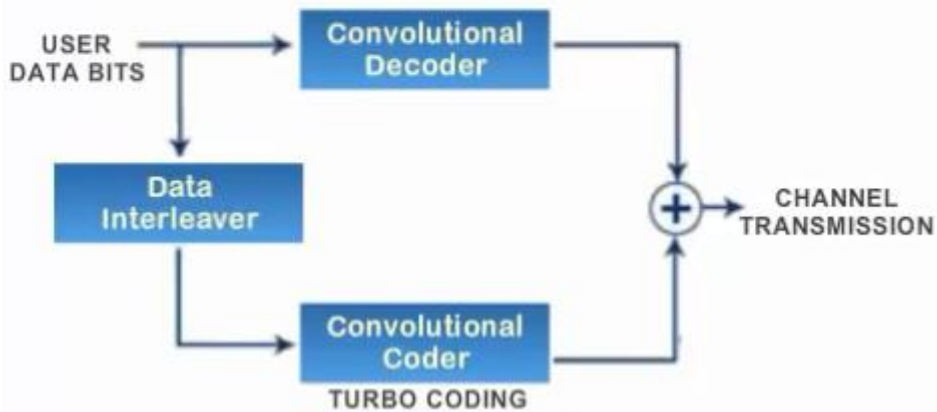 USER
DATA BITS
Convolutional
Decoder
Data
Interleaver
+
CHANNEL
TRANSMISSION
Convolutional
Coder
TURBO CODING